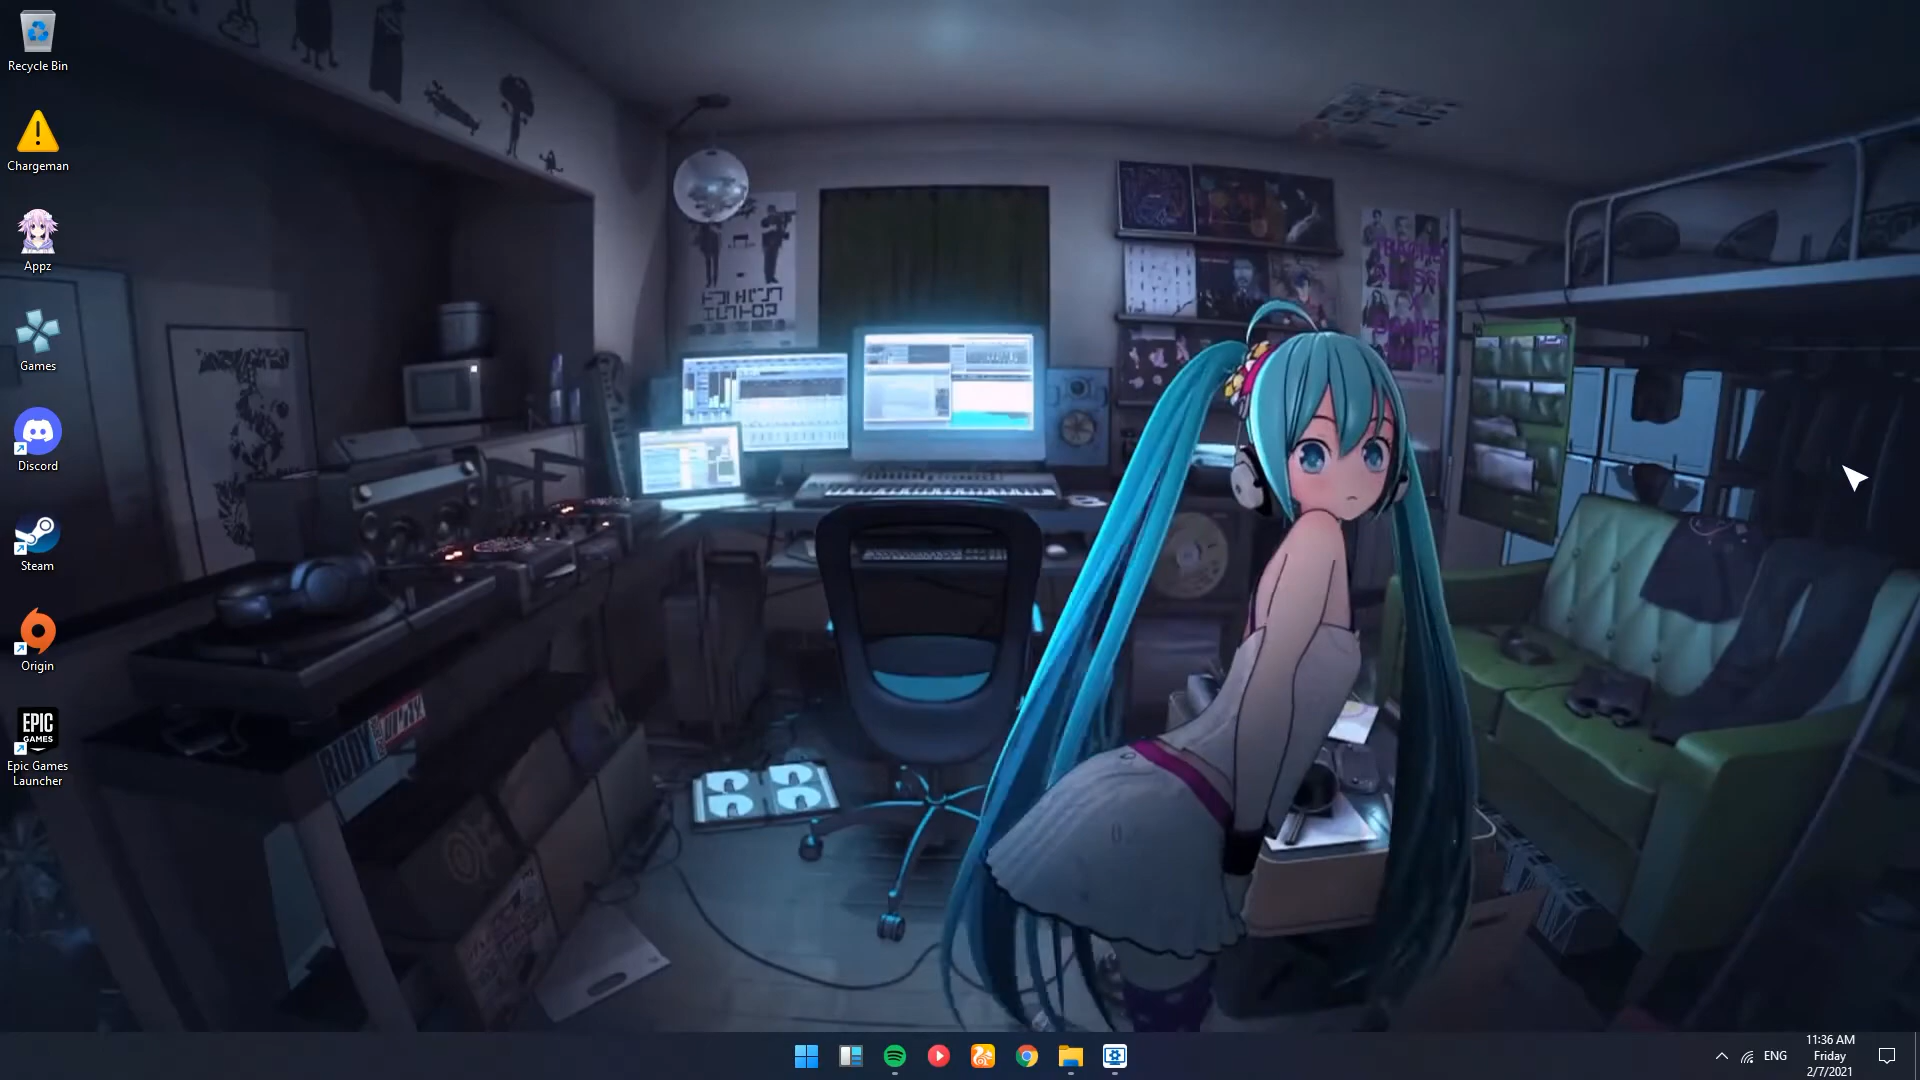 Recycle Bin
Chargeman
Appz
Games
Discord
Steam
Origin
EPIC
GAMES
Epic Games
Launcher
RUDY
ENG
11:36 AM
Friday
2/7/2021